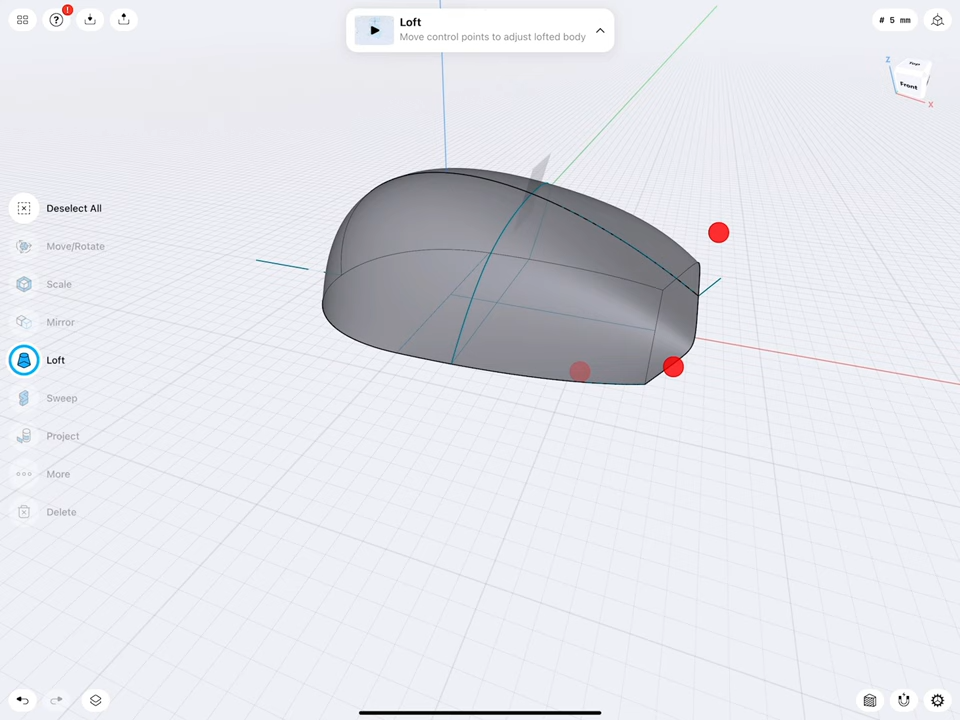 Loft
Move control points to adjust lofted body
# 5 mm
!
?
Top
Front
Z
X
Deselect All
Move/Rotate
Scale
Mirror
Loft
Sweep
Project
More
Delete